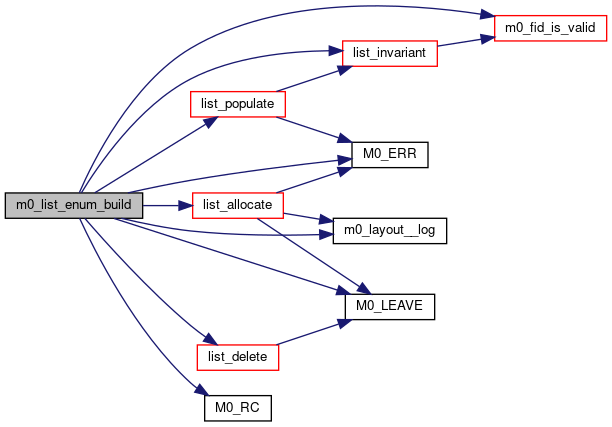 m0_fid_is_valid
list_invariant
list_populate
M0_ERR
m0_list_enum_build
list_allocate
m0_layout__log
M0_LEAVE
list_delete
M0_RC